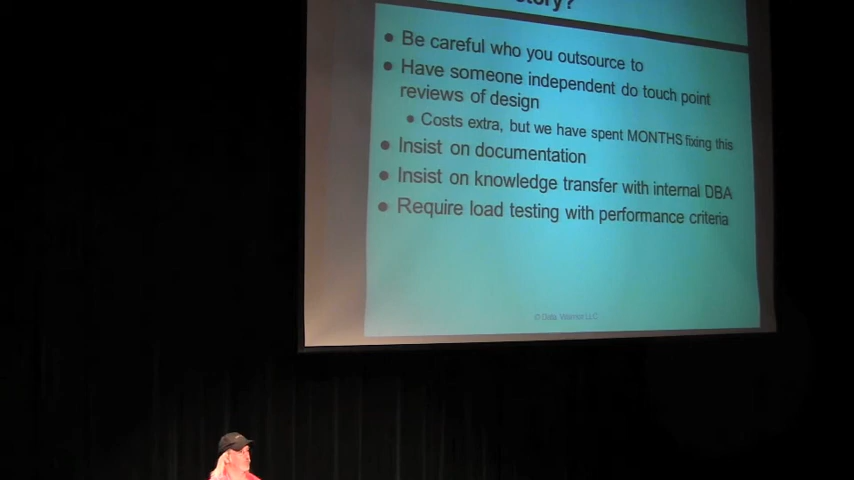 Be careful who you outsource to
Have someone independent do touch point
reviews of design
Costs extra, but we have spent MONTHS fixing this
Insist on documentation
Insist on knowledge transfer with internal DBA
Require load testing with performance criteria
© Data Warrior LLC